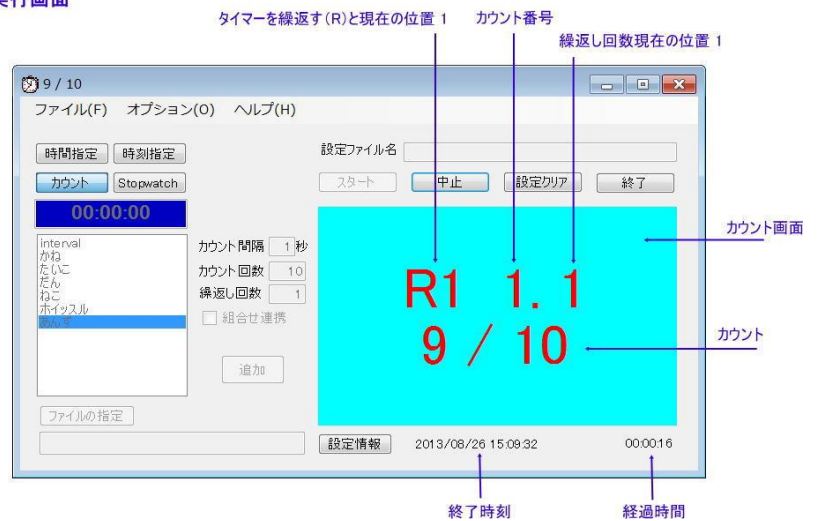 実行画面
タイマーを繰返す(R)と現在の位置 1
カウント番号
繰返し回数現在の位置 1
9 / 10
ファイル(F) オプション(O) ヘルプ(H)
時間指定 時刻指定
設定ファイル名
カウント Stopwatch
スタート 中止 設定クリア 終了
00:00:00
カウント画面
interval
かね
たいこ
だん
ねこ
ホイッスル
あんず
カウント間隔 1 秒
カウント回数 10
繰返し回数 1
組合せ連携
追加
R1 1. 1
9 / 10
カウント
ファイルの指定
設定情報 2013/08/26 15:09:32 00:00:16
終了時刻
経過時間